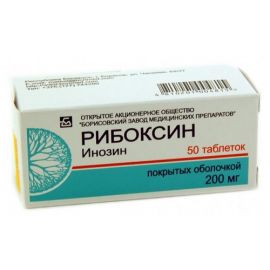 ОТКРЫТОЕ АКЦИОНЕРНОЕ ОБЩЕСТВО
"БОРИСОВСКИЙ ЗАВОД МЕДИЦИНСКИХ ПРЕПАРАТОВ"
РИБОКСИН
Инозин
50 таблеток
покрытых оболочкой
200 мг